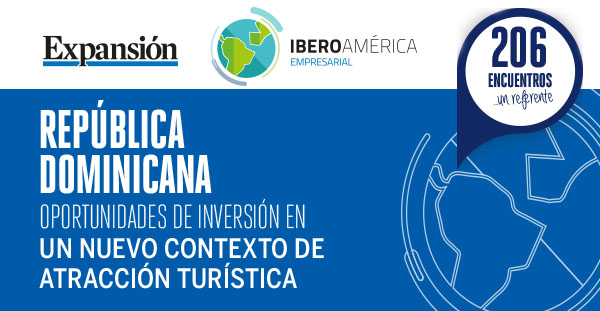 Expansión
IBEROAMÉRICA
EMPRESARIAL
206
ENCUENTROS
...un referente
REPÚBLICA
DOMINICANA
OPORTUNIDADES DE INVERSIÓN EN
UN NUEVO CONTEXTO DE
ATRACCIÓN TURÍSTICA